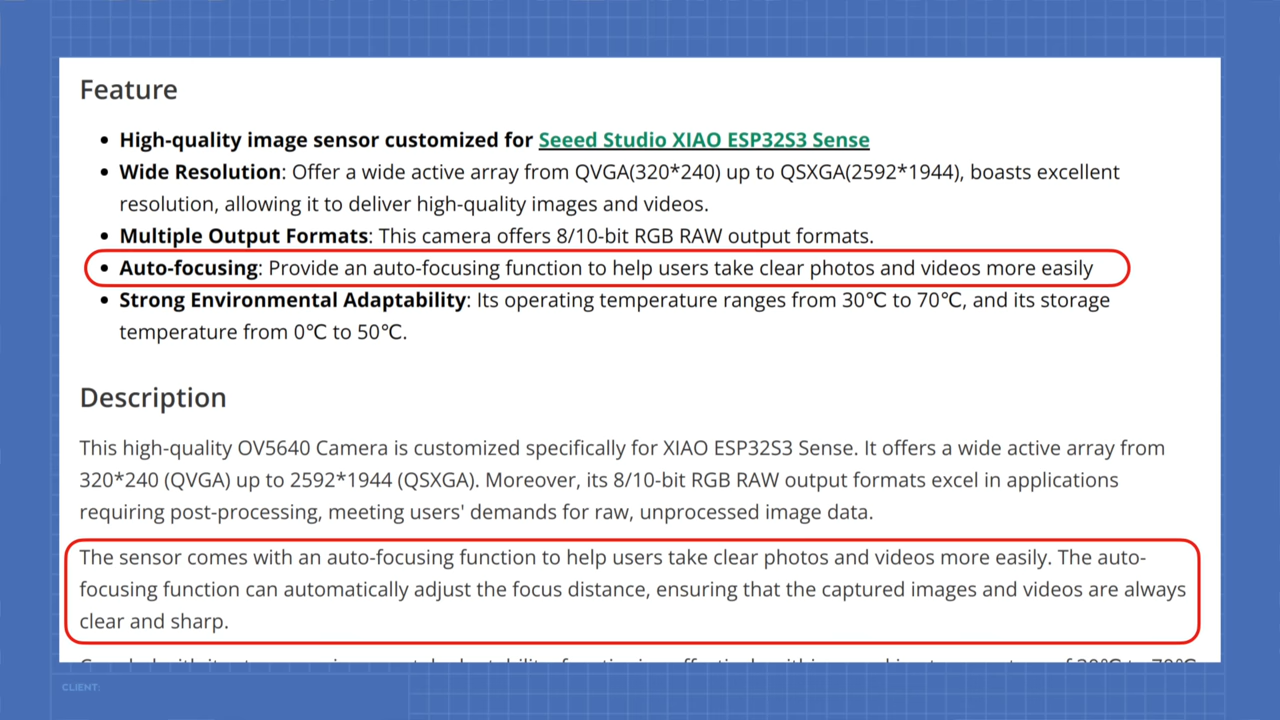 Feature
• High-quality image sensor customized for Seeed Studio XIAO ESP32S3 Sense
• Wide Resolution: Offer a wide active array from QVGA(320*240) up to QSXGA(2592*1944), boasts excellent
resolution, allowing it to deliver high-quality images and videos.
• Multiple Output Formats: This camera offers 8/10-bit RGB RAW output formats.
• Auto-focusing: Provide an auto-focusing function to help users take clear photos and videos more easily
• Strong Environmental Adaptability: Its operating temperature ranges from 30℃ to 70℃, and its storage
temperature from 0℃ to 50℃.
Description
This high-quality OV5640 Camera is customized specifically for XIAO ESP32S3 Sense. It offers a wide active array from
320*240 (QVGA) up to 2592*1944 (QSXGA). Moreover, its 8/10-bit RGB RAW output formats excel in applications
requiring post-processing, meeting users' demands for raw, unprocessed image data.
The sensor comes with an auto-focusing function to help users take clear photos and videos more easily. The auto-
focusing function can automatically adjust the focus distance, ensuring that the captured images and videos are always
clear and sharp.
CLIENT: